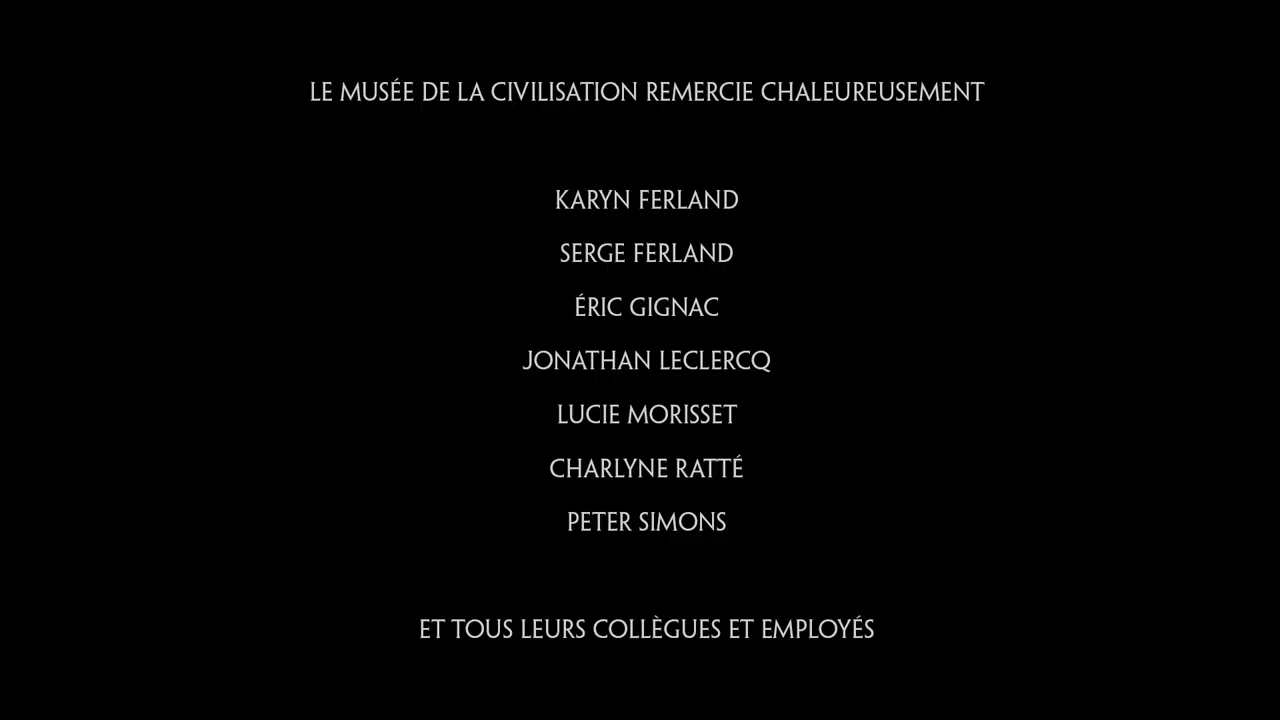 LE MUSÉE DE LA CIVILISATION REMERCIE CHALEUREUSEMENT
KARYN FERLAND
SERGE FERLAND
ÉRIC GIGNAC
JONATHAN LECLERCQ
LUCIE MORISSET
CHARLYNE RATTÉ
PETER SIMONS
ET TOUS LEURS COLLÈGUES ET EMPLOYÉS